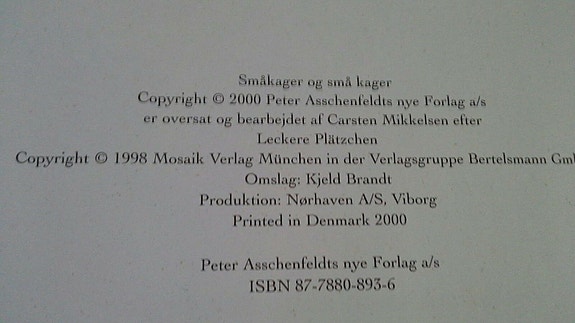 Småkager og små kager
Copyright © 2000 Peter Asschenfeldts nye Forlag a/s
er oversat og bearbejdet af Carsten Mikkelsen efter
Leckere Plätzchen
Copyright © 1998 Mosaik Verlag München in der Verlagsgruppe Bertelsmann Gmb
Omslag: Kjeld Brandt
Produktion: Nørhaven A/S, Viborg
Printed in Denmark 2000
Peter Asschenfeldts nye Forlag a/s
ISBN 87-7880-893-6